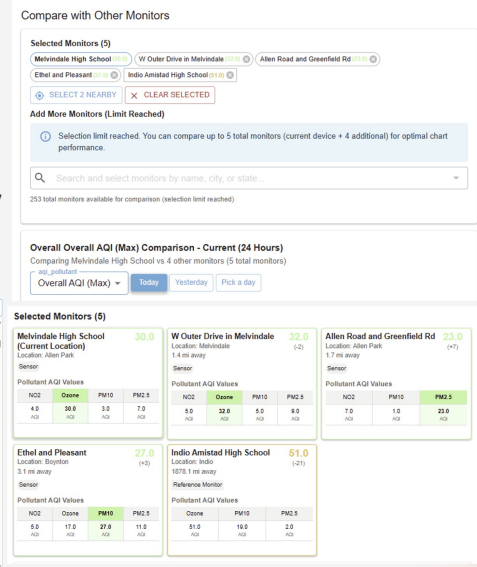 Compare with Other Monitors
Selected Monitors (5)
Melvindale High School (30.0) W Outer Drive in Melvindale (32.0) Allen Road and Greenfield Rd (23.0)
Ethel and Pleasant (27.0) Indio Amistad High School (51.0)
SELECT 2 NEARBY CLEAR SELECTED
Add More Monitors (Limit Reached)
Selection limit reached. You can compare up to 5 total monitors (current device + 4 additional) for optimal chart
performance.
Search and select monitors by name, city, or state...
253 total monitors available for comparison (selection limit reached)
Overall Overall AQI (Max) Comparison - Current (24 Hours)
Comparing Melvindale High School vs 4 other monitors (5 total monitors)
aqi_pollutant
Overall AQI (Max) Today Yesterday Pick a day
Selected Monitors (5)
Melvindale High School 30.0
(Current Location)
Location: Allen Park
Sensor
Pollutant AQI Values
NO2 Ozone PM10 PM2.5
4.0 30.0 3.0 7.0
AQI AQI AQI AQI
W Outer Drive in Melvindale 32.0
Location: Melvindale (-2)
1.4 mi away
Sensor
Pollutant AQI Values
NO2 Ozone PM10 PM2.5
5.0 32.0 5.0 9.0
AQI AQI AQI AQI
Allen Road and Greenfield Rd 23.0
Location: Allen Park (+7)
1.7 mi away
Sensor
Pollutant AQI Values
NO2 PM10 PM2.5
7.0 1.0 23.0
AQI AQI AQI
Ethel and Pleasant 27.0
Location: Boynton (+3)
3.1 mi away
Sensor
Pollutant AQI Values
NO2 Ozone PM10 PM2.5
5.0 17.0 27.0 11.0
AQI AQI AQI AQI
Indio Amistad High School 51.0
Location: Indio (-21)
1878.1 mi away
Reference Monitor
Pollutant AQI Values
Ozone PM10 PM2.5
51.0 19.0 2.0
AQI AQI AQI